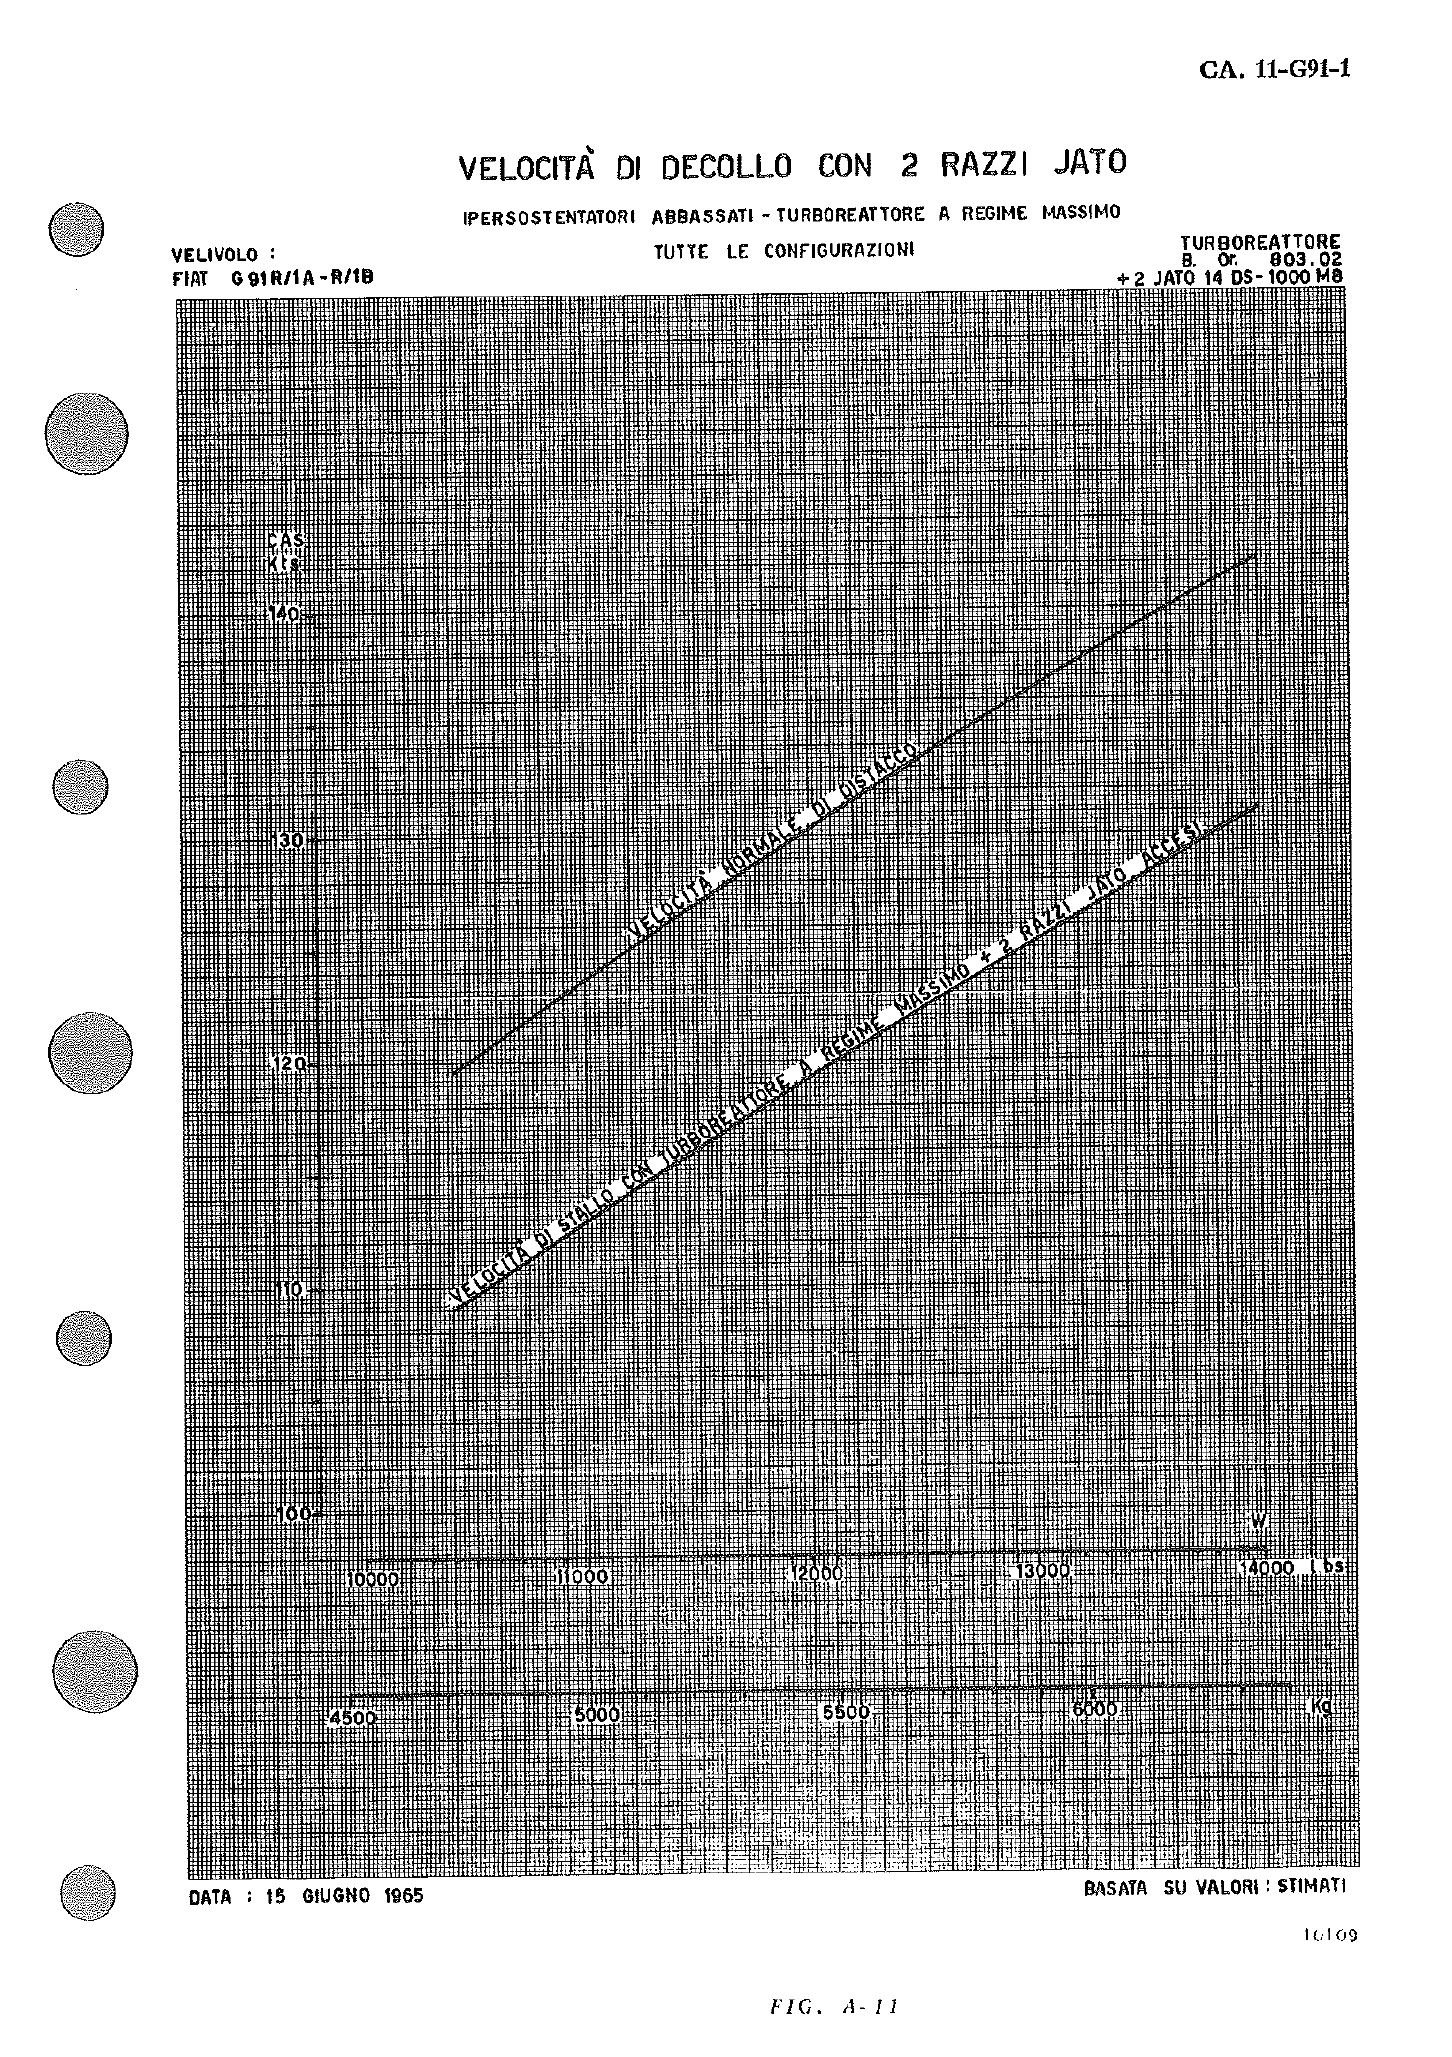 CA. 11-G91-1
VELOCITÀ DI DECOLLO CON 2 RAZZI JATO
IPERSOSTENTATORI ABBASSATI - TURBOREATTORE A REGIME MASSIMO
TUTTE LE CONFIGURAZIONI
VELIVOLO :
FIAT G91R/1A-R/1B
TURBOREATTORE
B. Or. 803.02
+ 2 JATO 14 DS-1000 M8
CAS
Kts
140
130
120
110
100
VELOCITÀ NORMALE DI DISTACCO
VELOCITÀ DI STALLO CON TURBOREATTORE A REGIME MASSIMO + 2 RAZZI JATO ACCESI
W
10000 11000 12000 13000 14000 Lbs
4500 5000 5500 6000 Kg
DATA : 15 GIUGNO 1965
BASATA SU VALORI : STIMATI
FIG. A-11